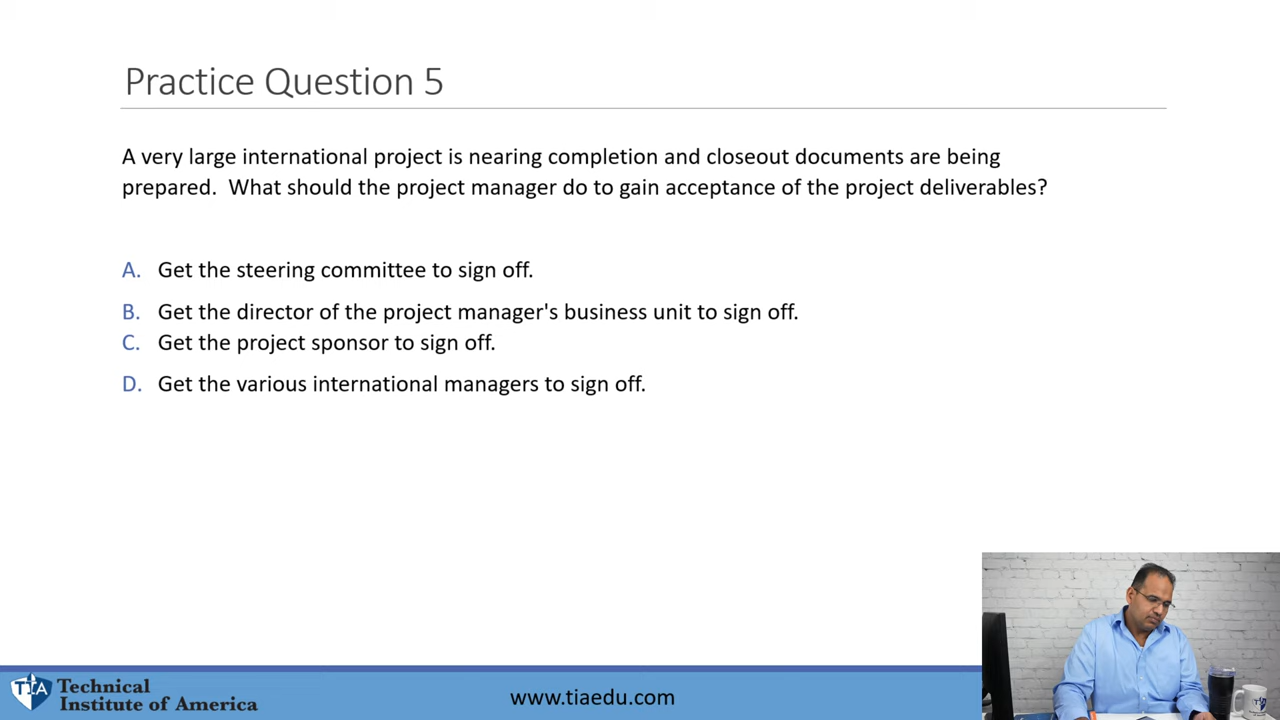 Practice Question 5
A very large international project is nearing completion and closeout documents are being
prepared.  What should the project manager do to gain acceptance of the project deliverables?
A. Get the steering committee to sign off.
B. Get the director of the project manager's business unit to sign off.
C. Get the project sponsor to sign off.
D. Get the various international managers to sign off.
TIA
Technical
Institute of America
www.tiaedu.com